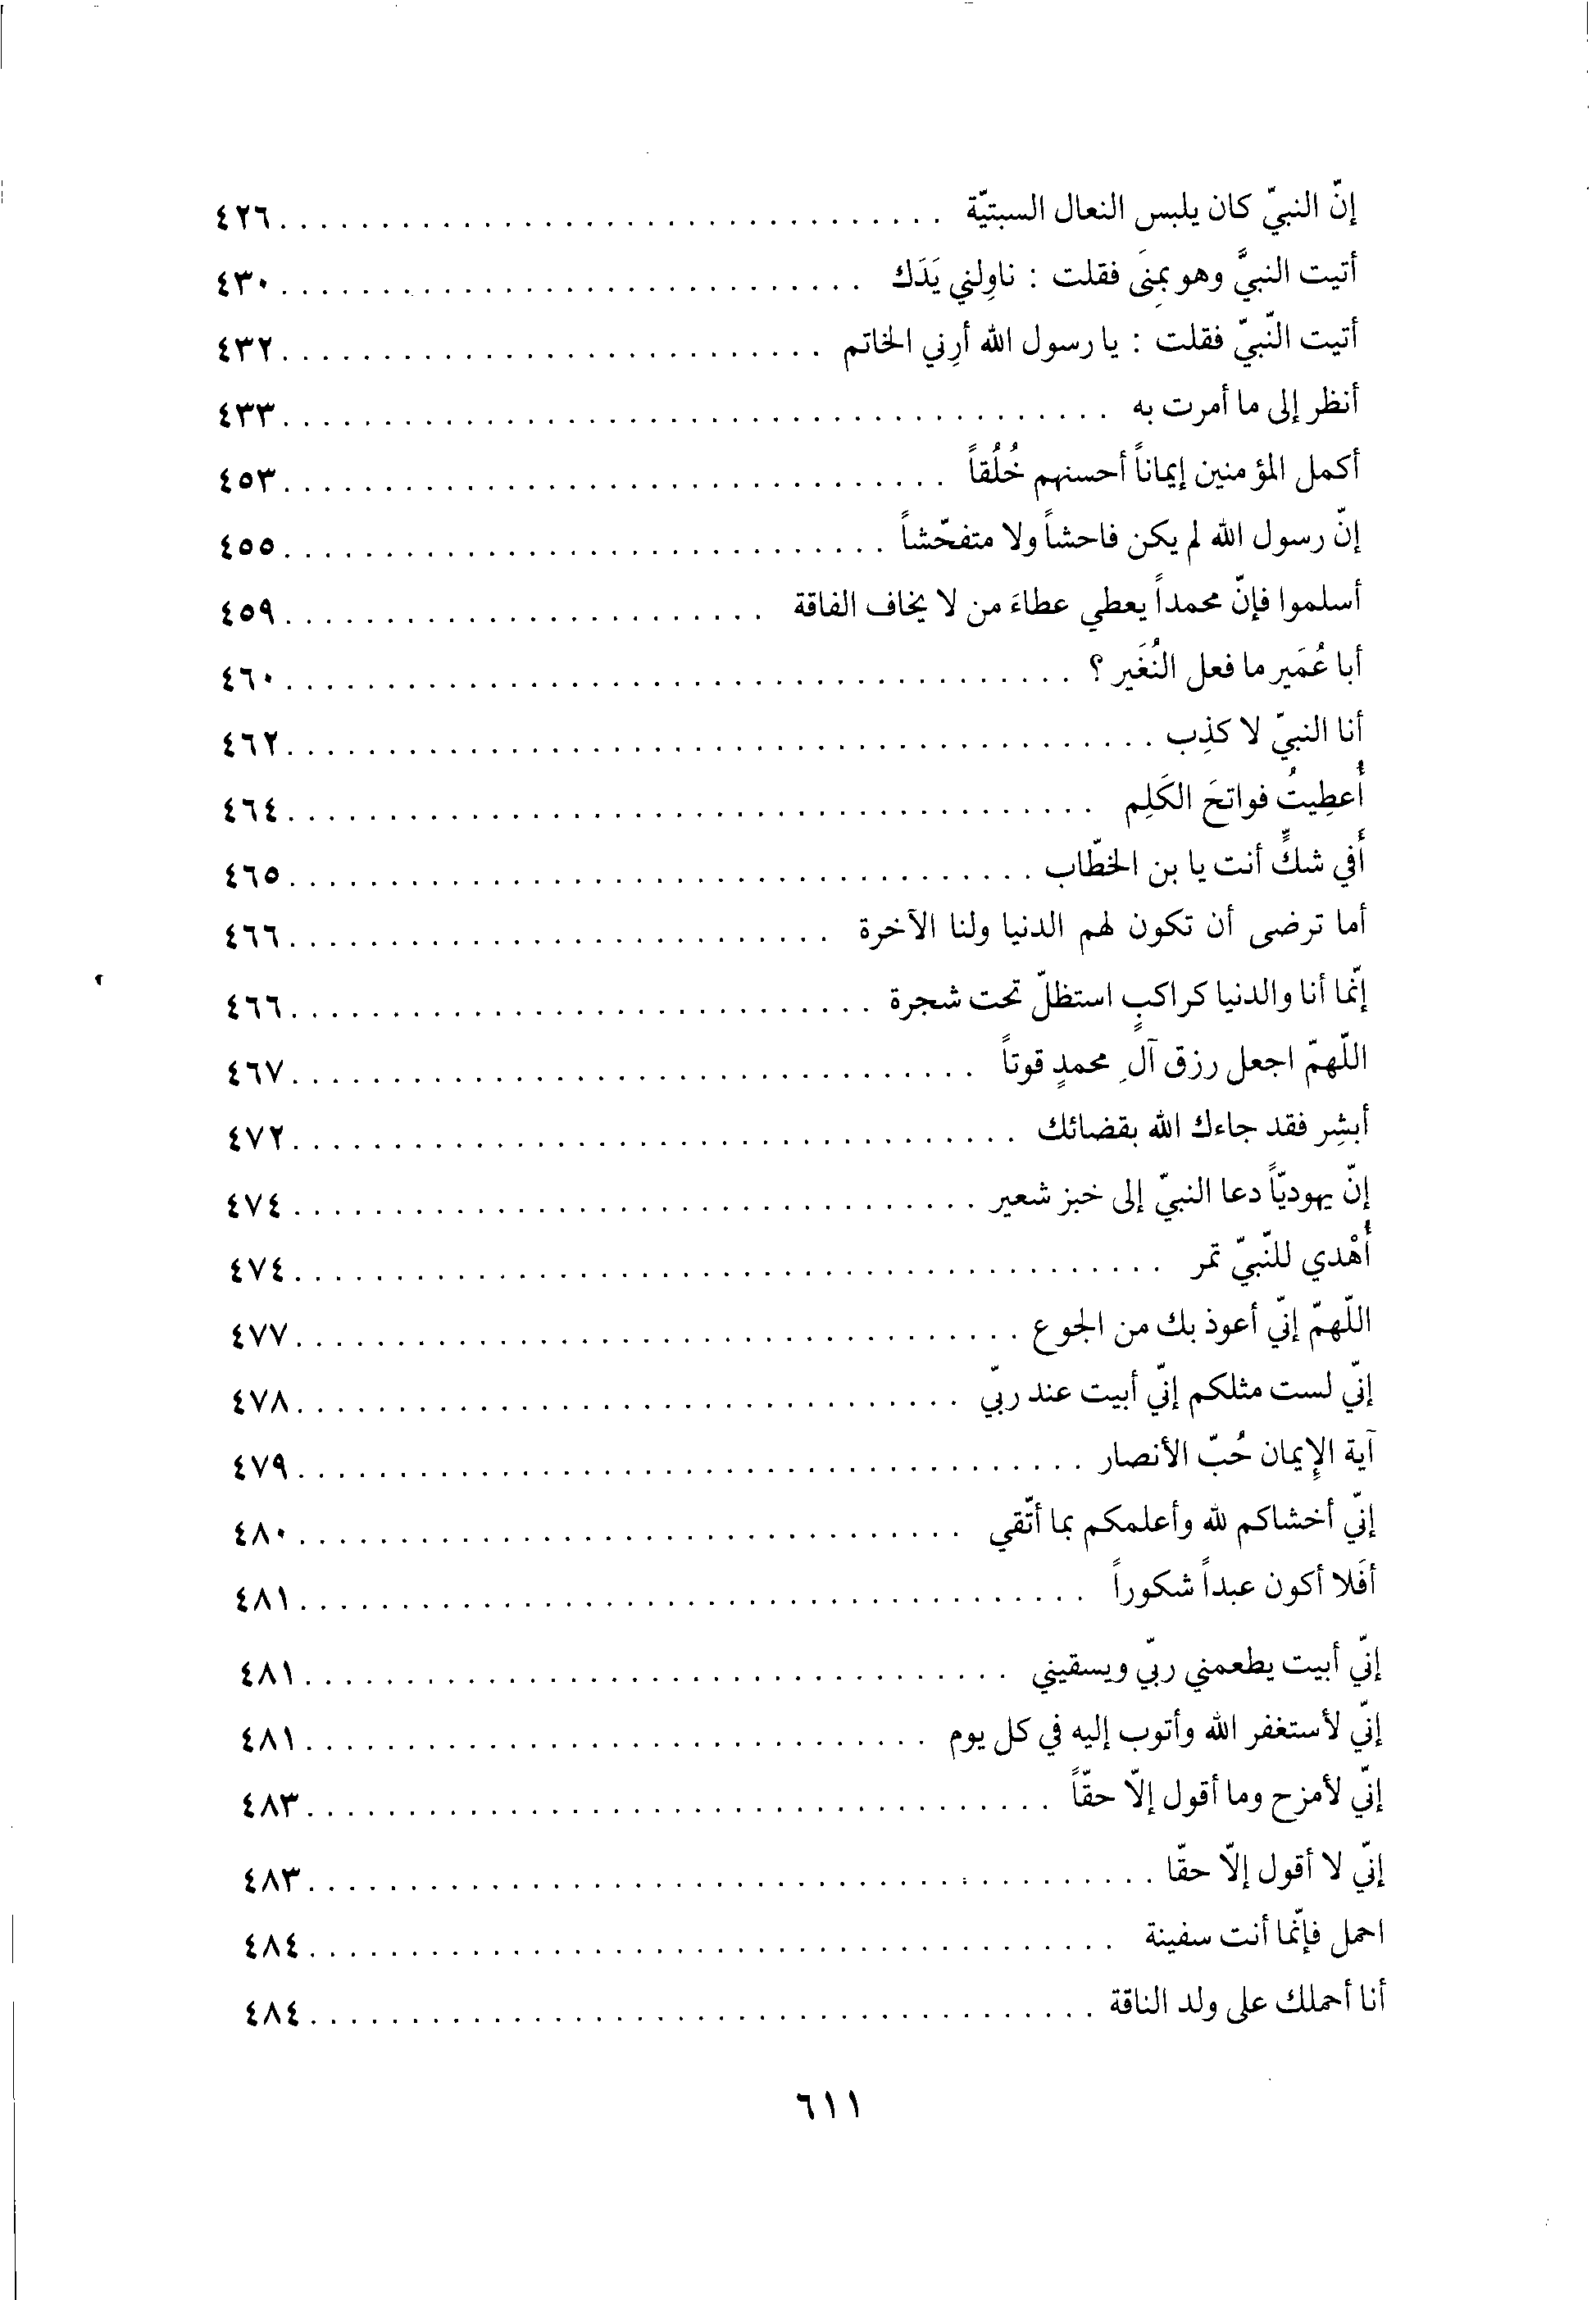 إنّ النبيّ كان يلبس النعال السبتيّة . . . . . . . . . . . . . . . . . . . . ٤٢٦
أتيت النبيَّ وهو بمِنَى فقلت : ناوِلني يَدَك . . . . . . . . . . . . . . . . . . . . ٤٣٠
أتيت النّبيّ فقلت : يا رسول الله أرِني الخاتم . . . . . . . . . . . . . . . . . . . . ٤٣٢
أنظر إلى ما أمرت به . . . . . . . . . . . . . . . . . . . . ٤٣٣
أكمل المؤمنين إيماناً أحسنهم خُلُقاً . . . . . . . . . . . . . . . . . . . . ٤٥٣
إنّ رسول الله لم يكن فاحشاً ولا متفحّشاً . . . . . . . . . . . . . . . . . . . . ٤٥٥
أسلموا فإنّ محمداً يعطي عطاءَ من لا يخاف الفاقة . . . . . . . . . . . . . . . . . . . . ٤٥٩
أبا عُمَير ما فعل النُغَير ؟ . . . . . . . . . . . . . . . . . . . . ٤٦٠
أنا النبيّ لا كذِب . . . . . . . . . . . . . . . . . . . . ٤٦٢
أُعطِيتُ فواتحَ الكَلِم . . . . . . . . . . . . . . . . . . . . ٤٦٤
أَفي شكٍّ أنت يا بن الخطّاب . . . . . . . . . . . . . . . . . . . . ٤٦٥
أما ترضى أن تكون لهم الدنيا ولنا الآخرة . . . . . . . . . . . . . . . . . . . . ٤٦٦
إنّما أنا والدنيا كراكبٍ استظلّ تحت شجرة . . . . . . . . . . . . . . . . . . . . ٤٦٦
اللّهمّ اجعل رزق آلِ محمدٍ قوتاً . . . . . . . . . . . . . . . . . . . . ٤٦٧
أبشِر فقد جاءك الله بقضائك . . . . . . . . . . . . . . . . . . . . ٤٧٢
إنّ يهوديّاً دعا النبيّ إلى خبز شعير . . . . . . . . . . . . . . . . . . . . ٤٧٤
أُهْدي للنّبيّ تمر . . . . . . . . . . . . . . . . . . . . ٤٧٤
اللّهمّ إنّي أعوذ بك من الجوع . . . . . . . . . . . . . . . . . . . . ٤٧٧
إنّي لست مثلكم إنّي أبيت عند ربّي . . . . . . . . . . . . . . . . . . . . ٤٧٨
آية الإيمان حُبّ الأنصار . . . . . . . . . . . . . . . . . . . . ٤٧٩
إنّي أخشاكم لله وأعلمكم بما أتّقي . . . . . . . . . . . . . . . . . . . . ٤٨٠
أفَلا أكون عبداً شكوراً . . . . . . . . . . . . . . . . . . . . ٤٨١
إنّي أبيت يطعمني ربّي ويسقيني . . . . . . . . . . . . . . . . . . . . ٤٨١
إنّي لأستغفر الله وأتوب إليه في كل يوم . . . . . . . . . . . . . . . . . . . . ٤٨١
إنّي لأمزح وما أقول إلّا حقّاً . . . . . . . . . . . . . . . . . . . . ٤٨٣
إنّي لا أقول إلّا حقّا . . . . . . . . . . . . . . . . . . . . ٤٨٣
احمل فإنّما أنت سفينة . . . . . . . . . . . . . . . . . . . . ٤٨٤
أنا أحملك على ولد الناقة . . . . . . . . . . . . . . . . . . . . ٤٨٤
٦١١